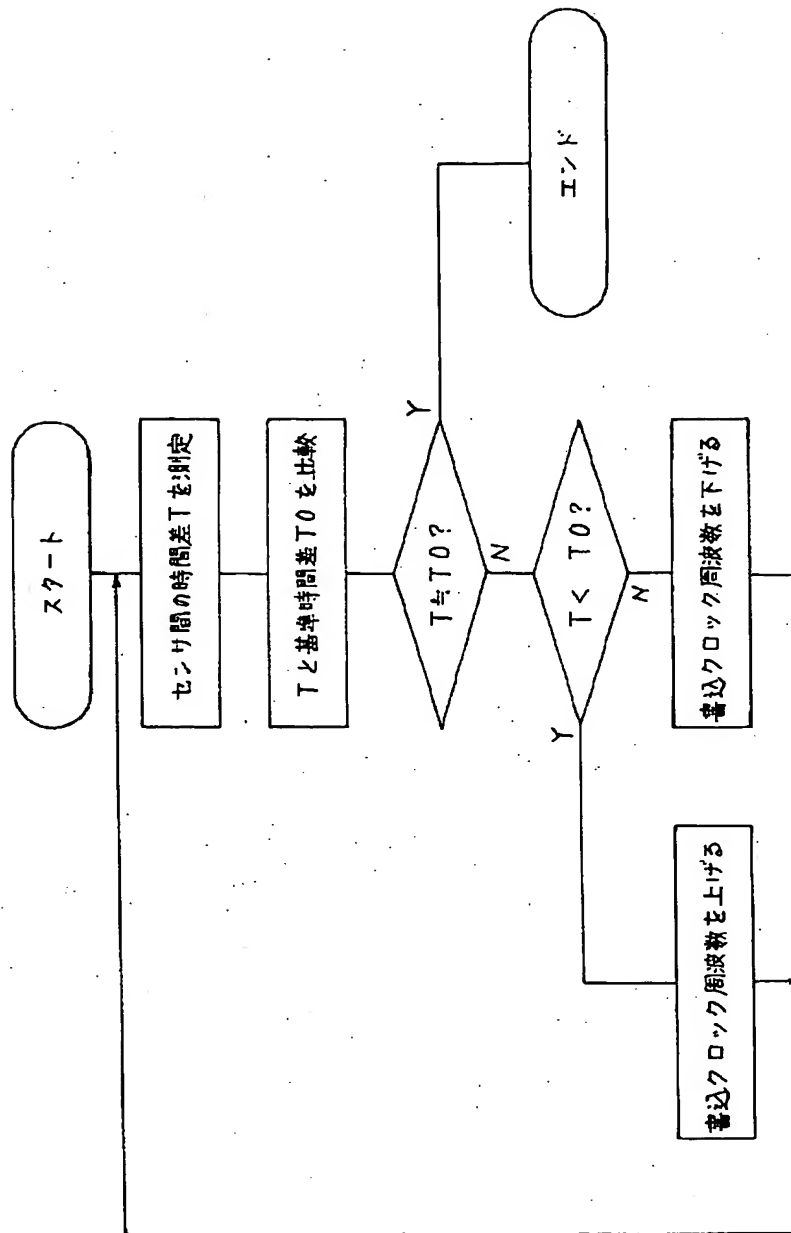 スタート
センサ間の時間差Tを測定
Tと基準時間差T0を比較
T≒T0?
Y
N
エンド
T< T0?
Y
N
書込クロック周波数を下げる
書込クロック周波数を上げる